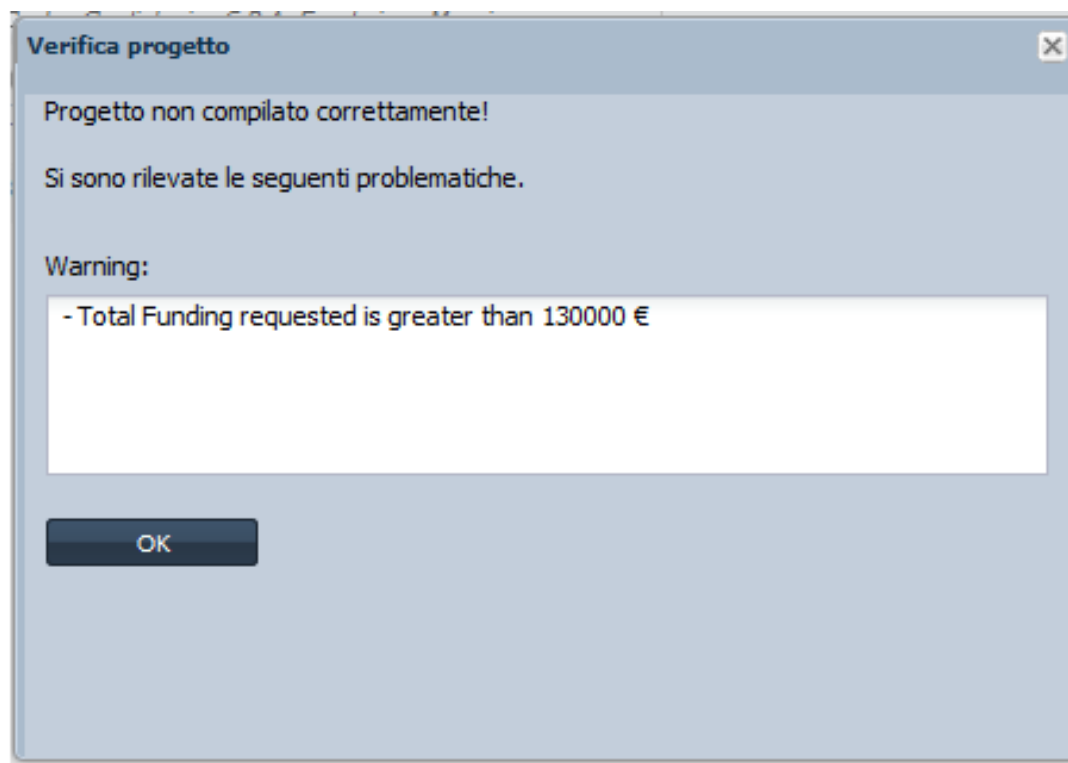 Verifica progetto
Progetto non compilato correttamente!
Si sono rilevate le seguenti problematiche.
Warning:
- Total Funding requested is greater than 130000 €
OK